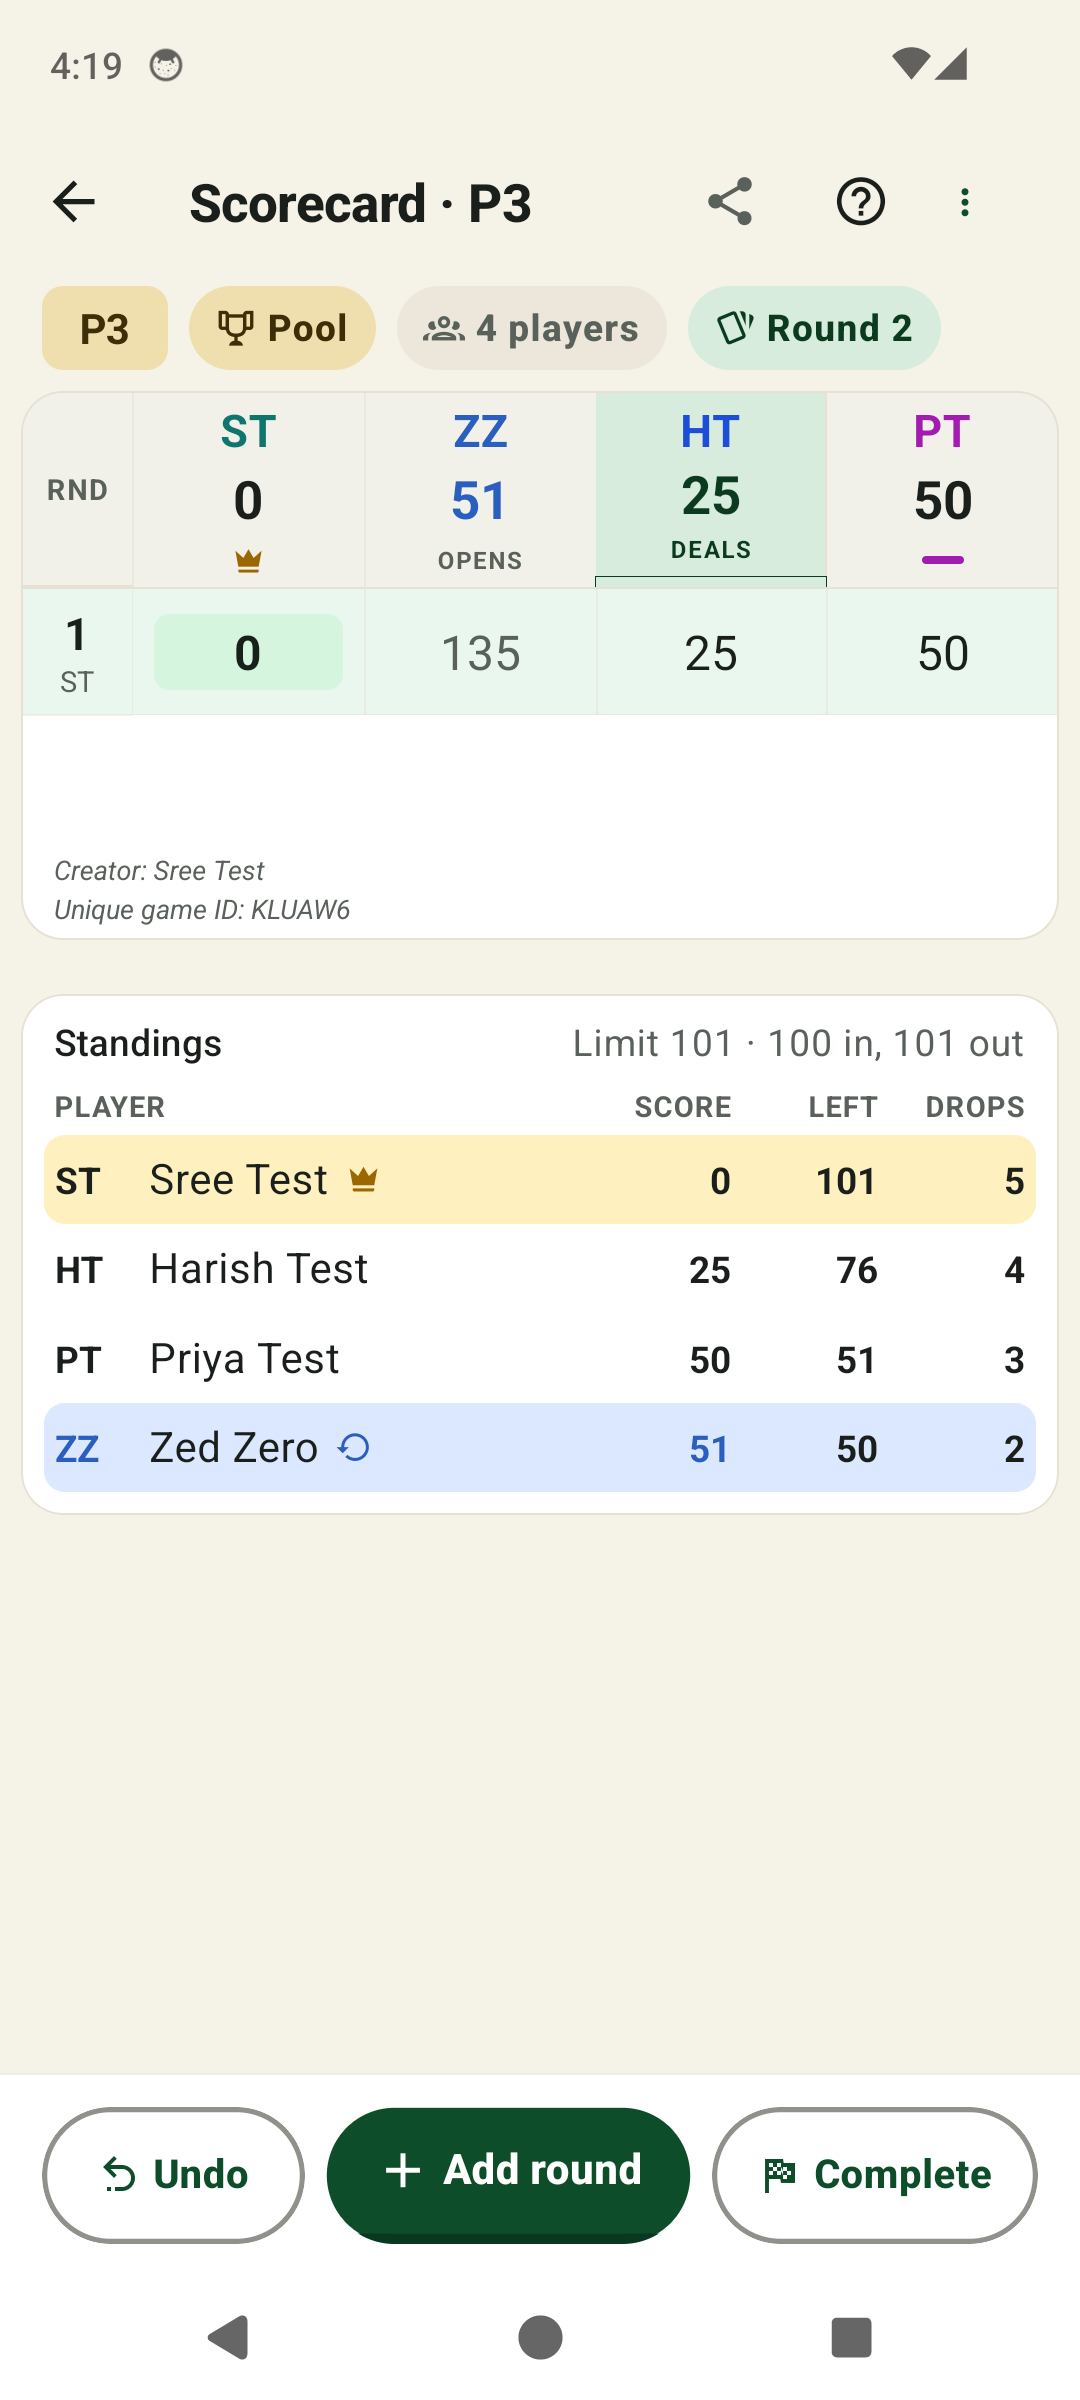 4:19
Scorecard · P3
P3 Pool 4 players Round 2
RND ST ZZ HT PT
0 51 25 50
OPENS DEALS
1 0 135 25 50
ST
Creator: Sree Test
Unique game ID: KLUAW6
Standings Limit 101 · 100 in, 101 out
PLAYER SCORE LEFT DROPS
ST Sree Test 0 101 5
HT Harish Test 25 76 4
PT Priya Test 50 51 3
ZZ Zed Zero 51 50 2
Undo Add round Complete